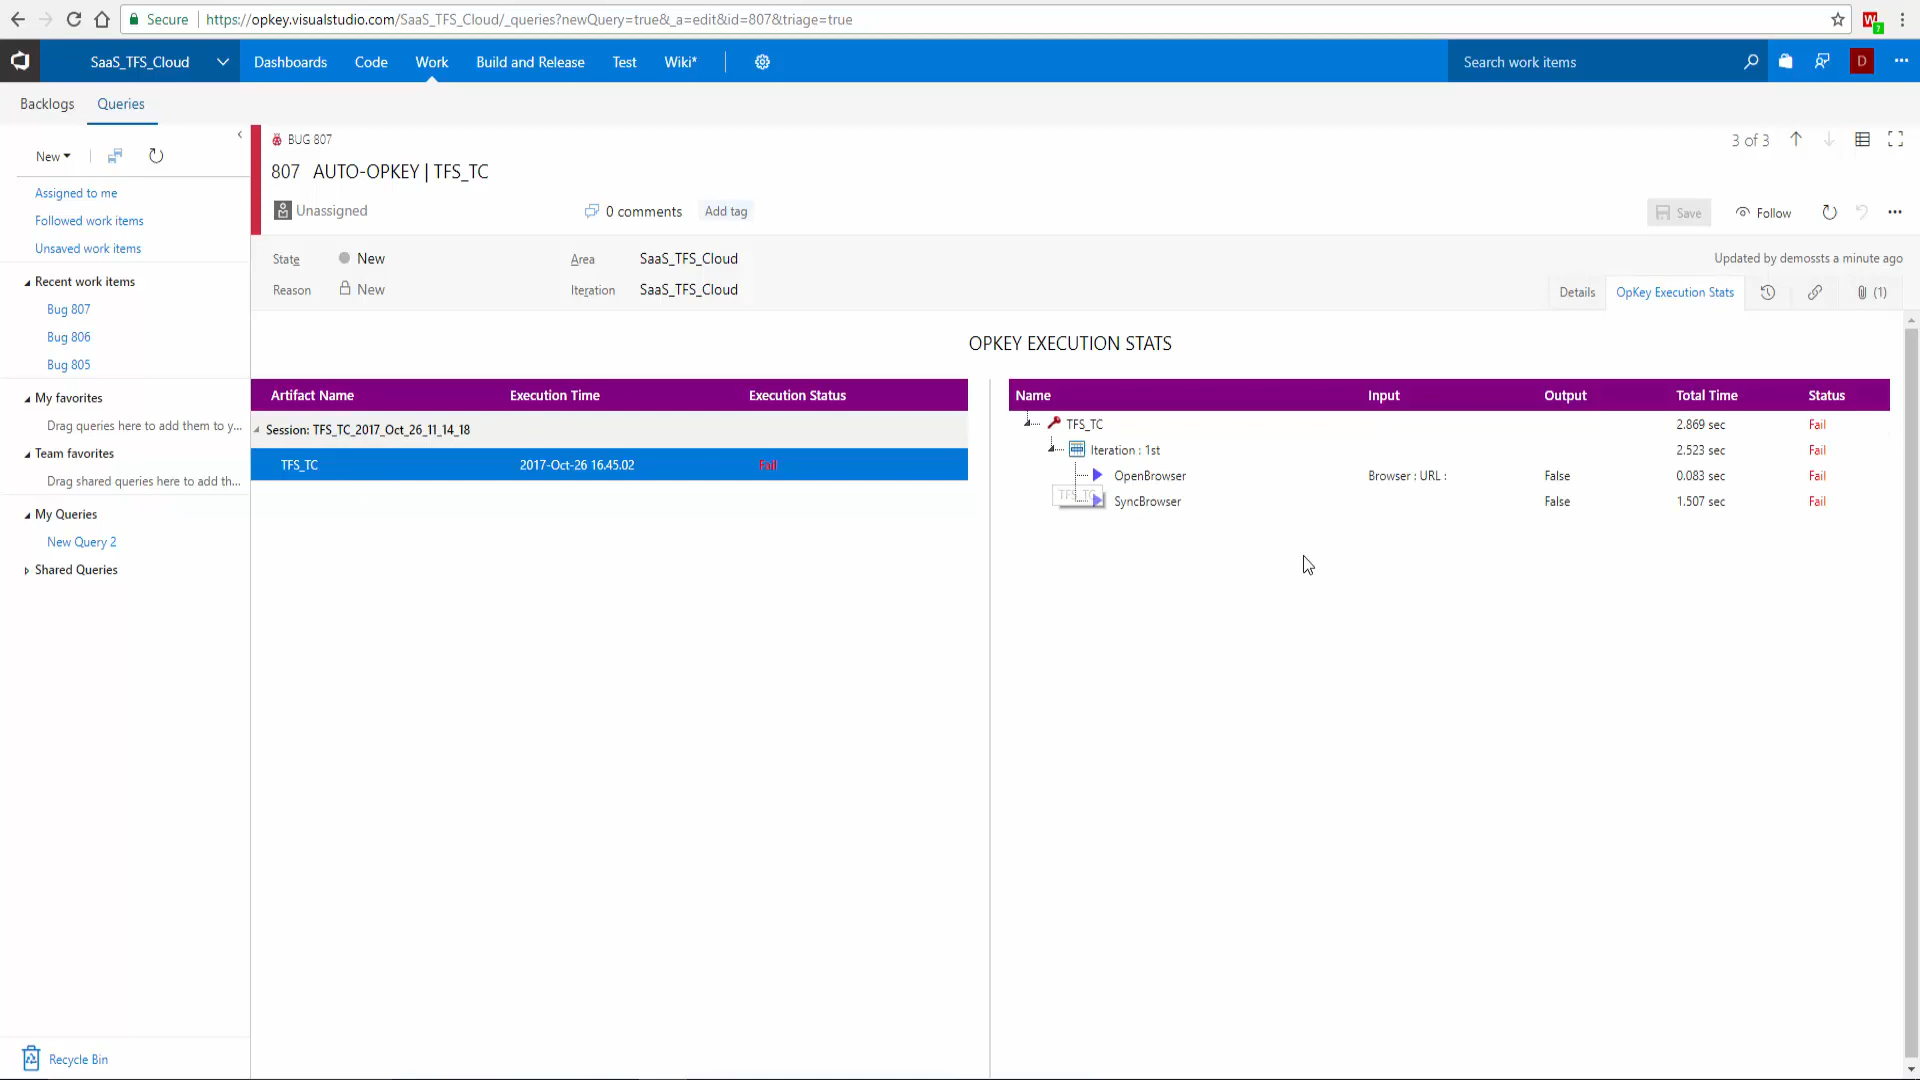 Secure https://opkey.visualstudio.com/SaaS_TFS_Cloud/_queries?newQuery=true&_a=edit&id=807&triage=true
W 7
SaaS_TFS_Cloud Dashboards Code Work Build and Release Test Wiki* Search work items D
Backlogs Queries
New
Assigned to me
Followed work items
Unsaved work items
Recent work items
Bug 807
Bug 806
Bug 805
My favorites
Drag queries here to add them to y...
Team favorites
Drag shared queries here to add th...
My Queries
New Query 2
Shared Queries
Recycle Bin
BUG 807
3 of 3
807 AUTO-OPKEY | TFS_TC
Unassigned 0 comments Add tag
Save Follow
State New Area SaaS_TFS_Cloud
Updated by demossts a minute ago
Reason New Iteration SaaS_TFS_Cloud
Details OpKey Execution Stats (1)
OPKEY EXECUTION STATS
Artifact Name Execution Time Execution Status
Session: TFS_TC_2017_Oct_26_11_14_18
TFS_TC 2017-Oct-26 16.45.02 Fail
Name Input Output Total Time Status
TFS_TC 2.869 sec Fail
Iteration : 1st 2.523 sec Fail
OpenBrowser Browser : URL : False 0.083 sec Fail
TFS_TC
SyncBrowser False 1.507 sec Fail